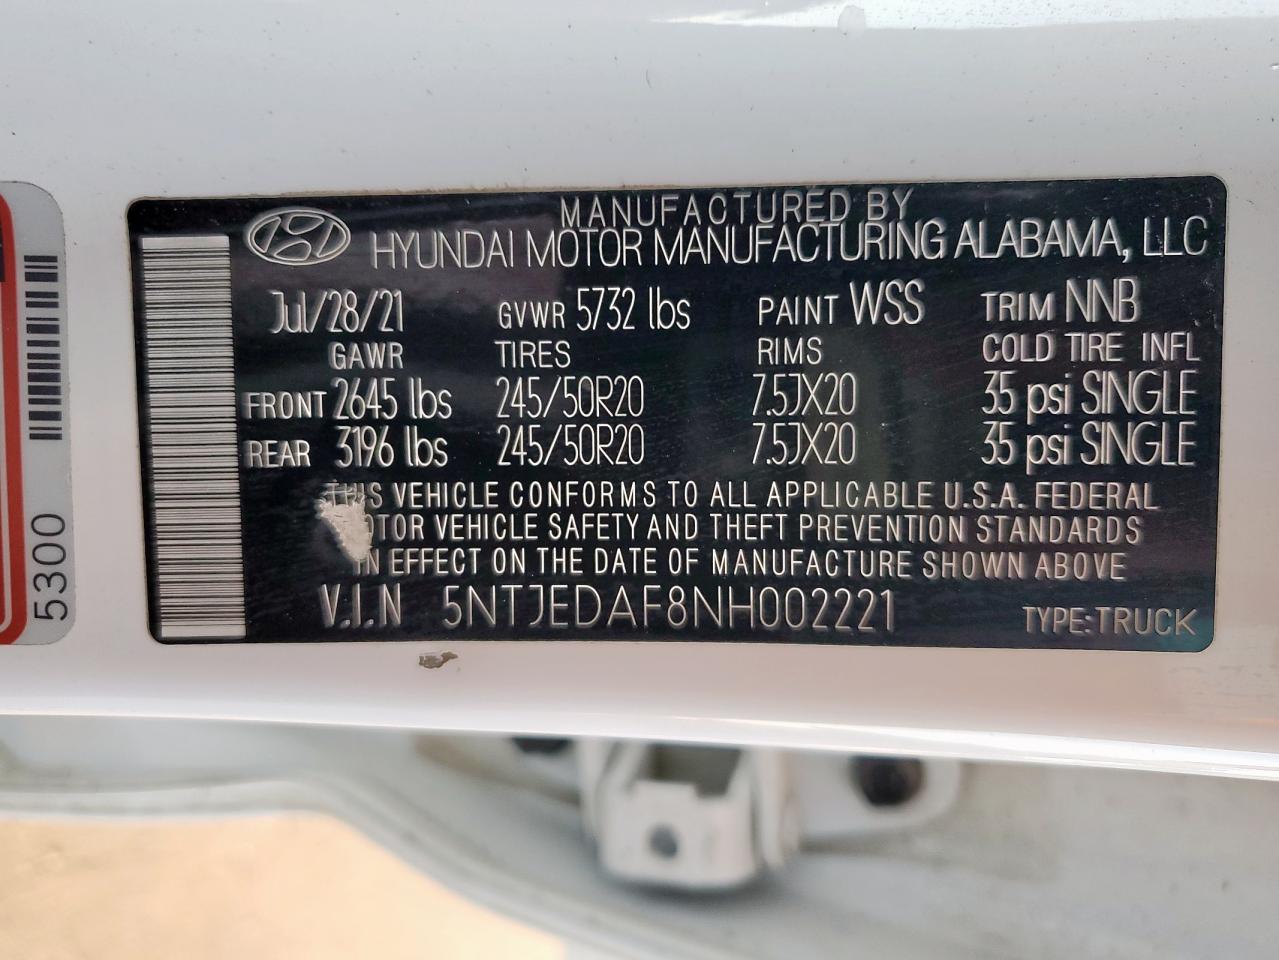 MANUFACTURED BY
HYUNDAI MOTOR MANUFACTURING ALABAMA, LLC
Jul/28/21 GVWR 5732 lbs PAINT WSS TRIM NNB
GAWR TIRES RIMS COLD TIRE INFL
FRONT 2645 lbs 245/50R20 7.5JX20 35 psi SINGLE
REAR 3196 lbs 245/50R20 7.5JX20 35 psi SINGLE
THIS VEHICLE CONFORMS TO ALL APPLICABLE U.S.A. FEDERAL
MOTOR VEHICLE SAFETY AND THEFT PREVENTION STANDARDS
IN EFFECT ON THE DATE OF MANUFACTURE SHOWN ABOVE
V.I.N 5NTJEDAF8NH002221 TYPE:TRUCK
5300